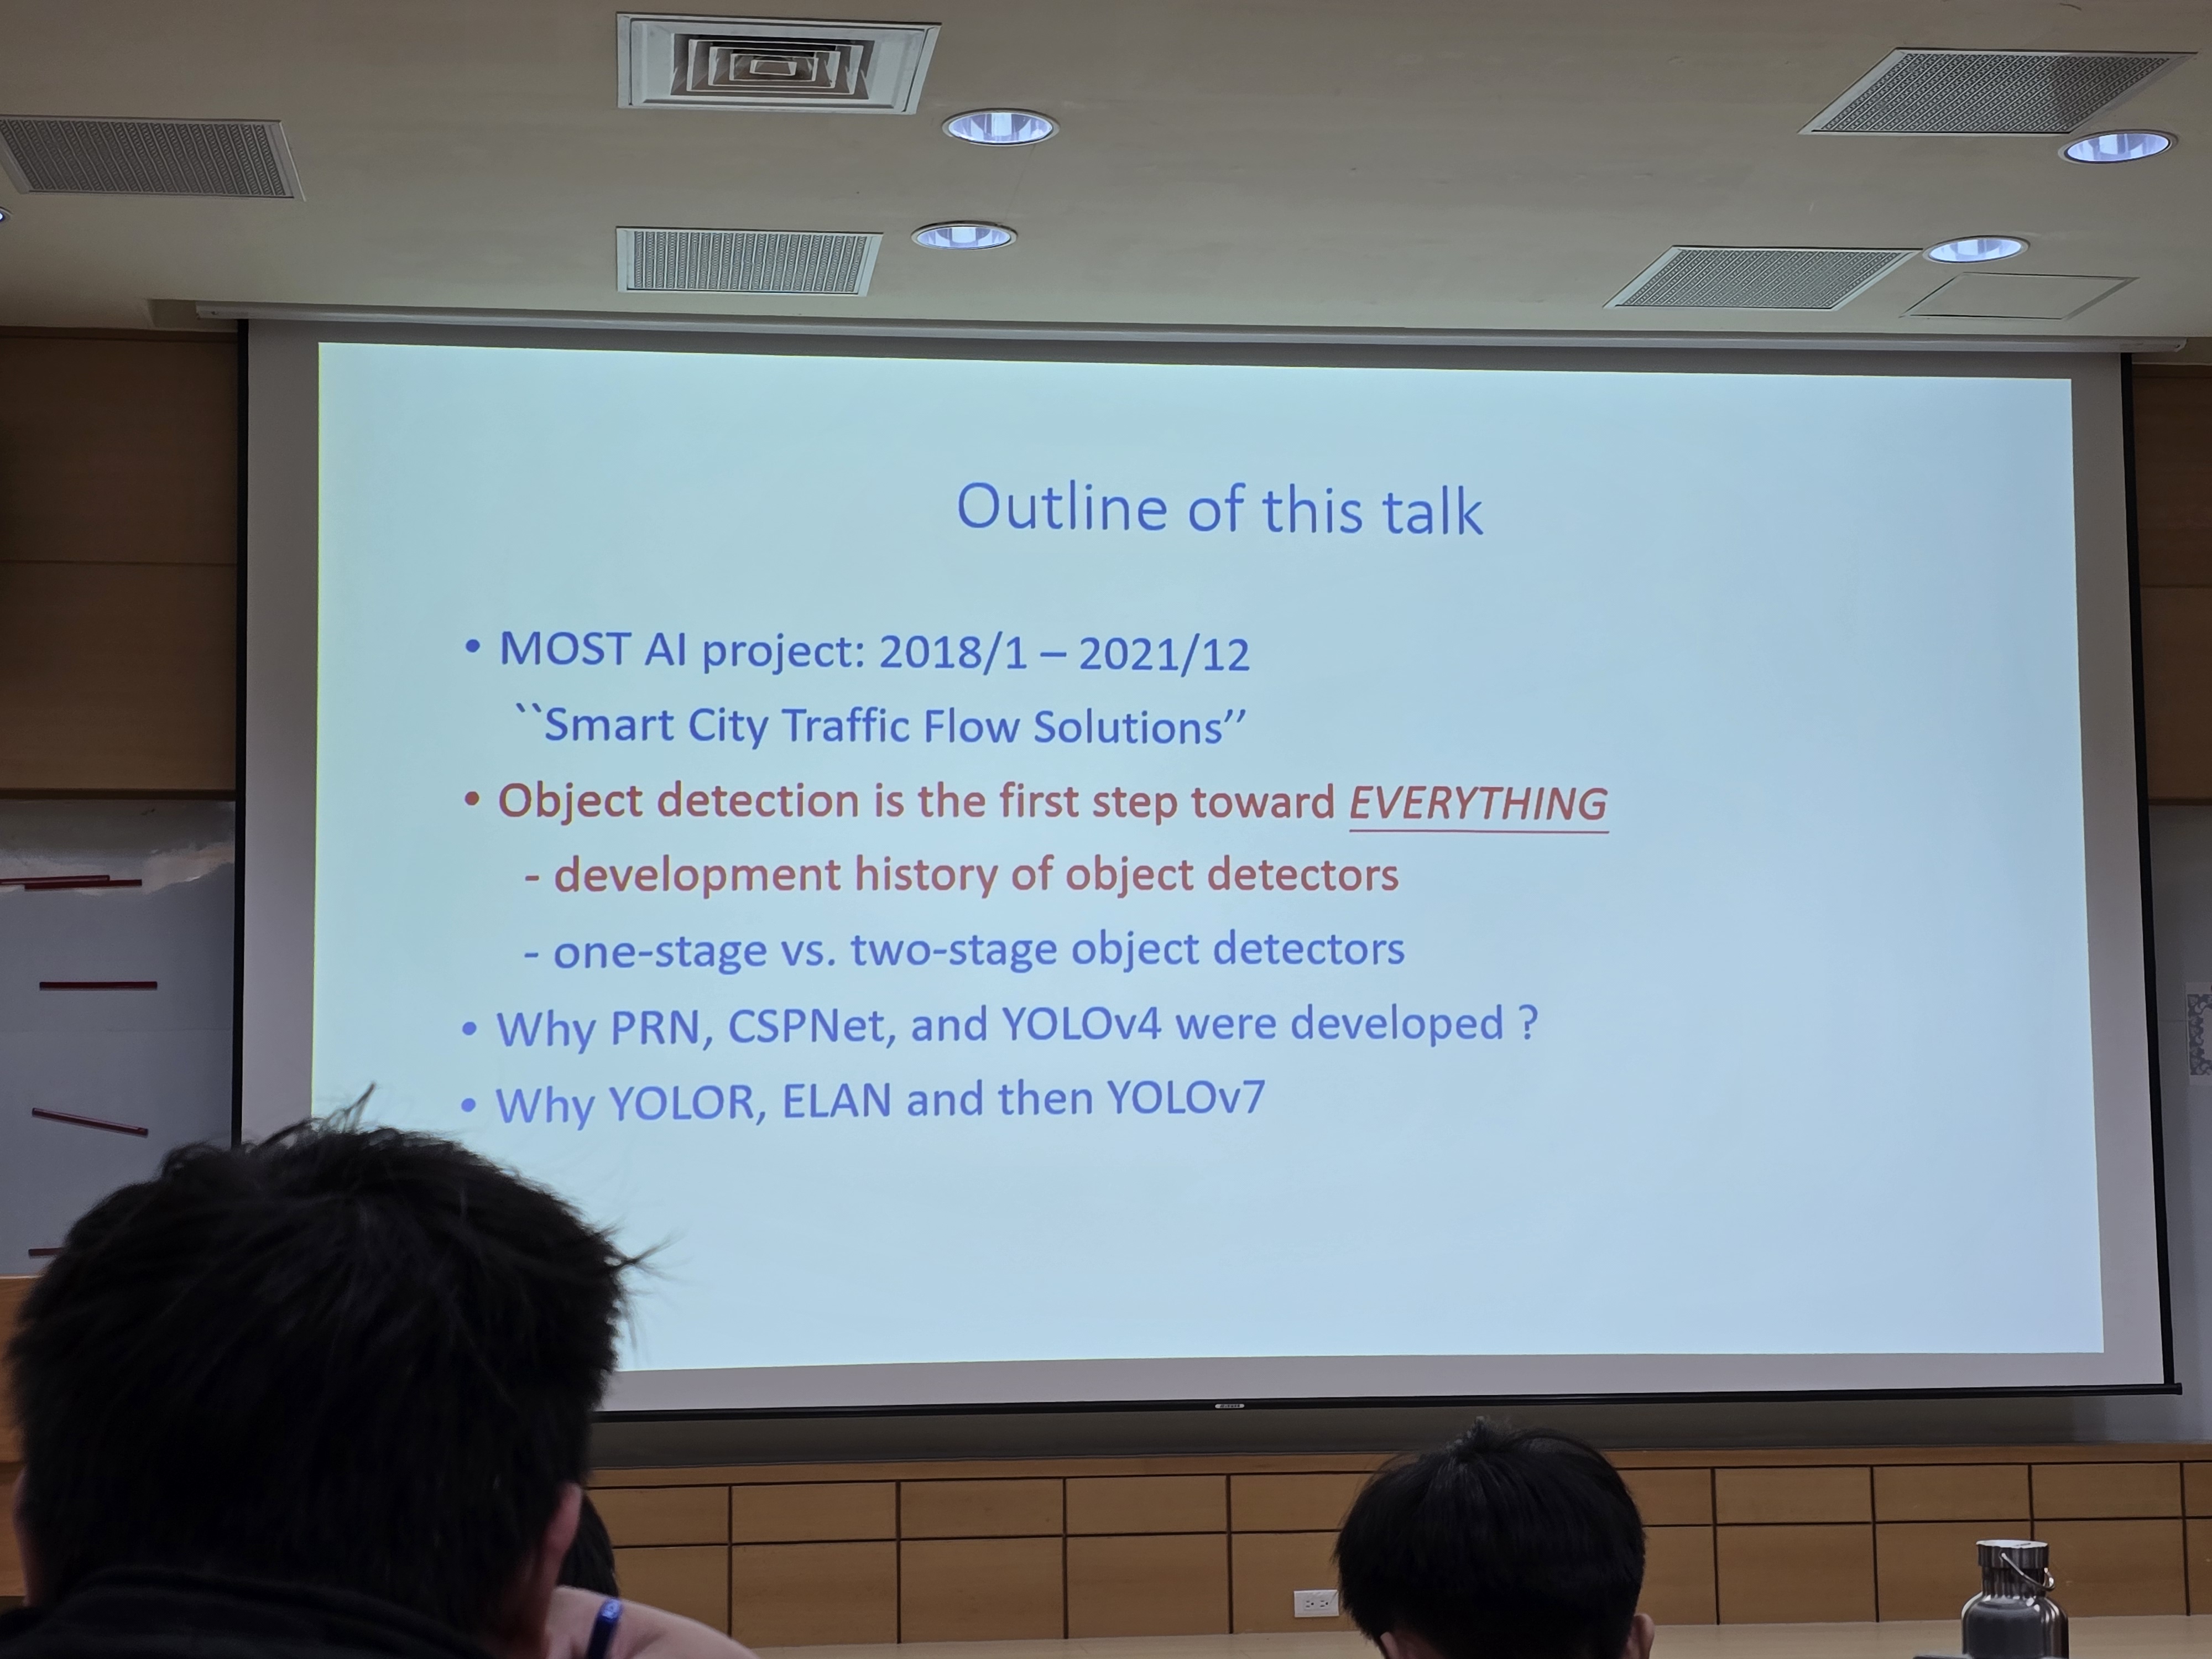 Outline of this talk
• MOST AI project: 2018/1 – 2021/12
``Smart City Traffic Flow Solutions’’
• Object detection is the first step toward EVERYTHING
- development history of object detectors
- one-stage vs. two-stage object detectors
• Why PRN, CSPNet, and YOLOv4 were developed ?
• Why YOLOR, ELAN and then YOLOv7